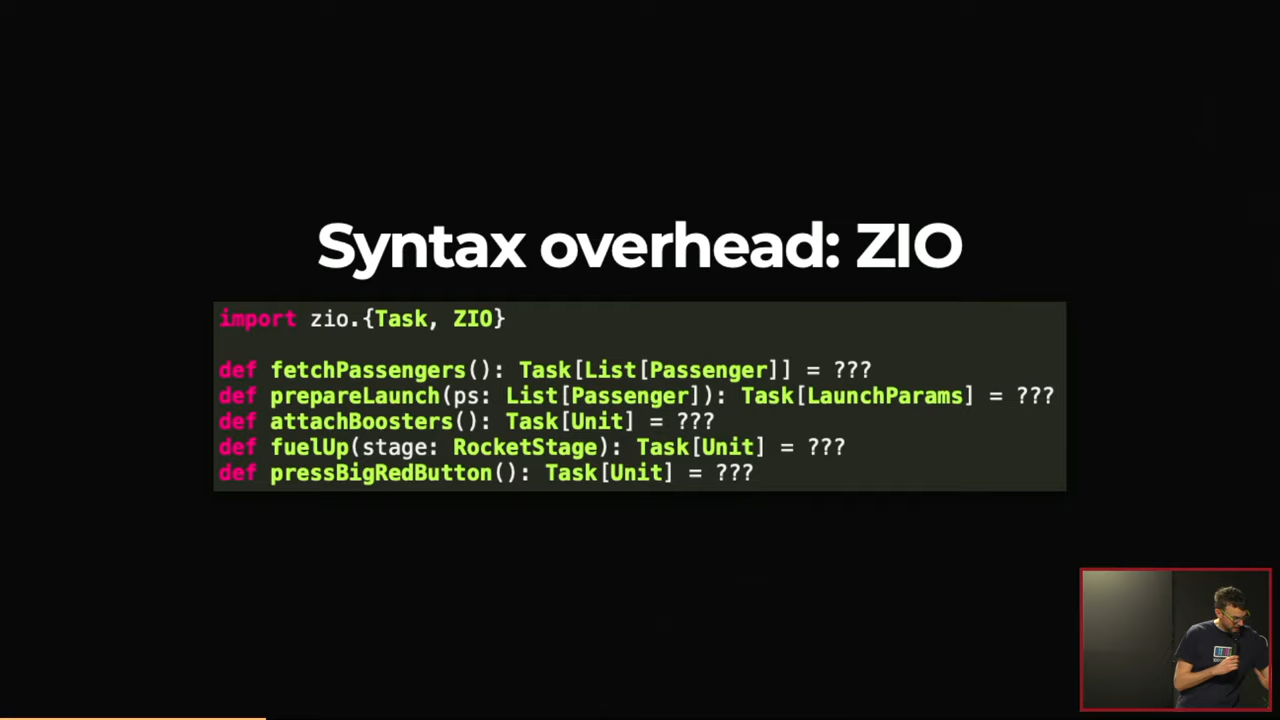 Syntax overhead: ZIO
import zio.{Task, ZIO}
def fetchPassengers(): Task[List[Passenger]] = ???
def prepareLaunch(ps: List[Passenger]): Task[LaunchParams] = ???
def attachBoosters(): Task[Unit] = ???
def fuelUp(stage: RocketStage): Task[Unit] = ???
def pressBigRedButton(): Task[Unit] = ???